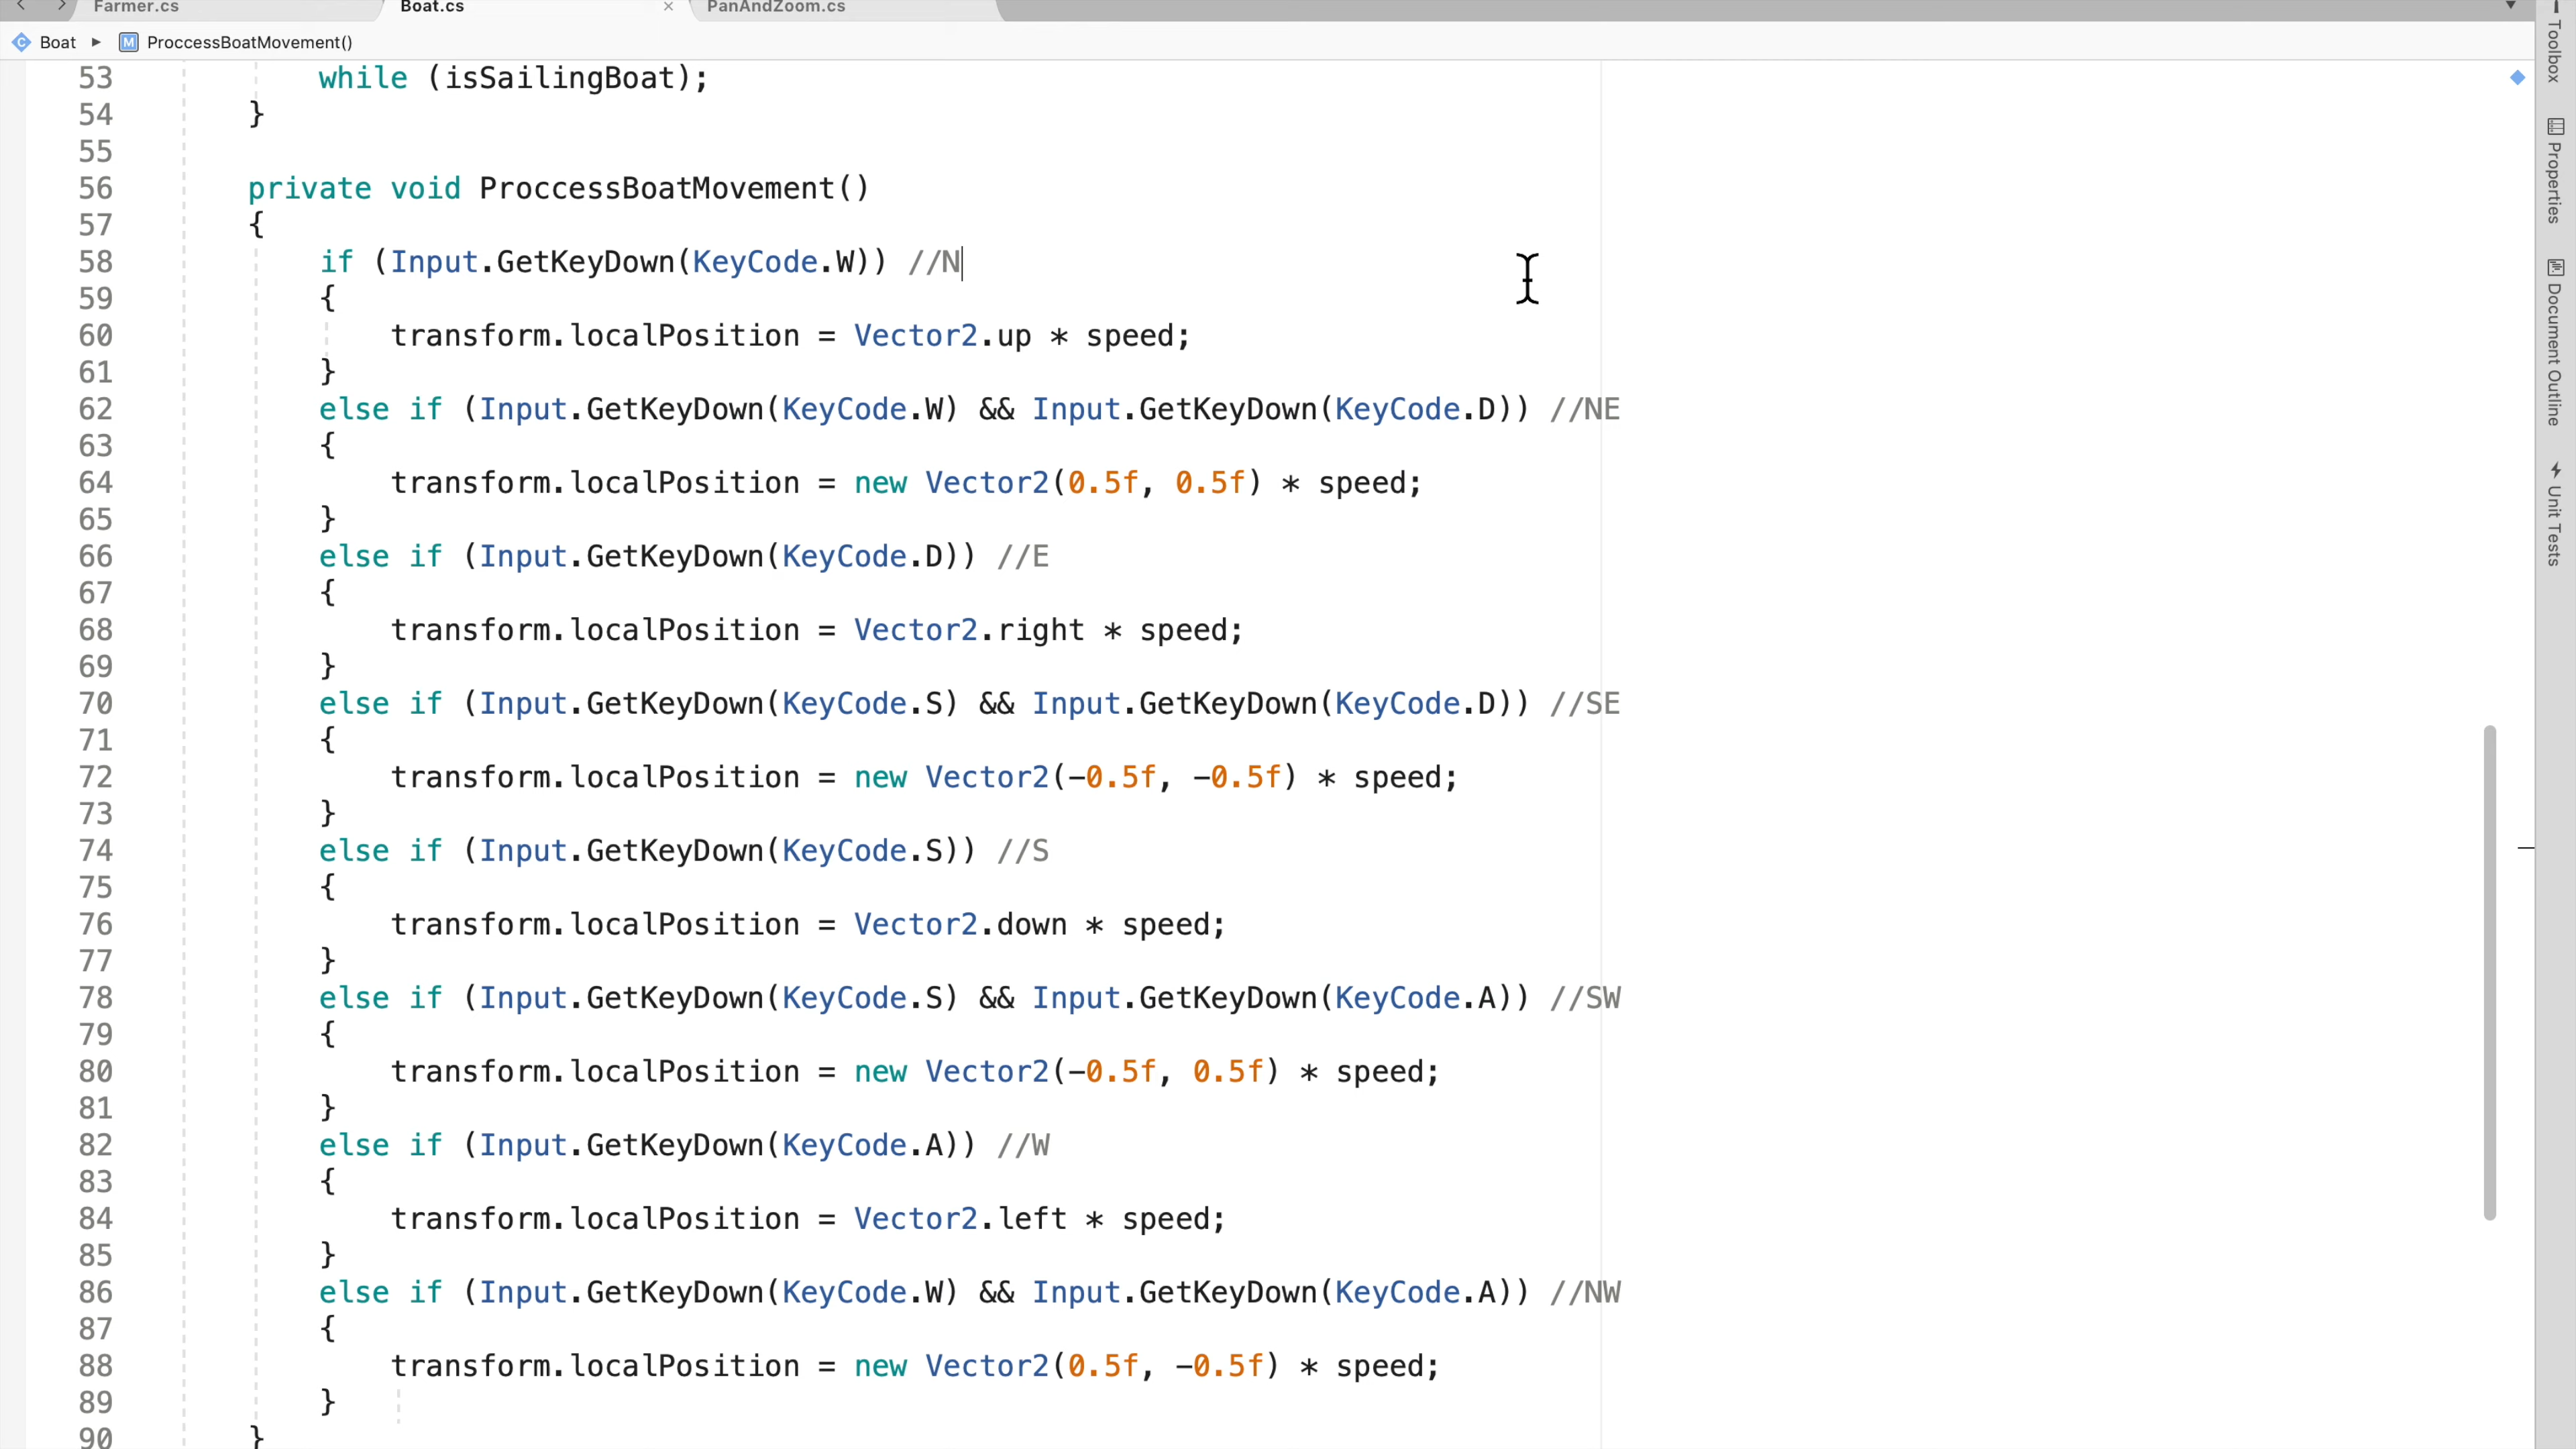 Farmer.cs
Boat.cs
PanAndZoom.cs
Boat ▸ M ProccessBoatMovement()
53 while (isSailingBoat);
54 }
55
56 private void ProccessBoatMovement()
57 {
58 if (Input.GetKeyDown(KeyCode.W)) //N
59 {
60 transform.localPosition = Vector2.up * speed;
61 }
62 else if (Input.GetKeyDown(KeyCode.W) && Input.GetKeyDown(KeyCode.D)) //NE
63 {
64 transform.localPosition = new Vector2(0.5f, 0.5f) * speed;
65 }
66 else if (Input.GetKeyDown(KeyCode.D)) //E
67 {
68 transform.localPosition = Vector2.right * speed;
69 }
70 else if (Input.GetKeyDown(KeyCode.S) && Input.GetKeyDown(KeyCode.D)) //SE
71 {
72 transform.localPosition = new Vector2(-0.5f, -0.5f) * speed;
73 }
74 else if (Input.GetKeyDown(KeyCode.S)) //S
75 {
76 transform.localPosition = Vector2.down * speed;
77 }
78 else if (Input.GetKeyDown(KeyCode.S) && Input.GetKeyDown(KeyCode.A)) //SW
79 {
80 transform.localPosition = new Vector2(-0.5f, 0.5f) * speed;
81 }
82 else if (Input.GetKeyDown(KeyCode.A)) //W
83 {
84 transform.localPosition = Vector2.left * speed;
85 }
86 else if (Input.GetKeyDown(KeyCode.W) && Input.GetKeyDown(KeyCode.A)) //NW
87 {
88 transform.localPosition = new Vector2(0.5f, -0.5f) * speed;
89 }
90 }
Toolbox
Properties
Document Outline
Unit Tests